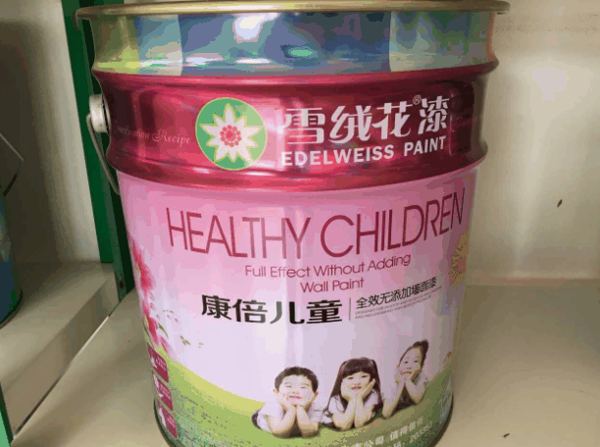 雪绒花漆®
EDELWEISS PAINT
Recipe
HEALTHY CHILDREN
Full Effect Without Adding
Wall Paint
康倍儿童 全效无添加墙面漆